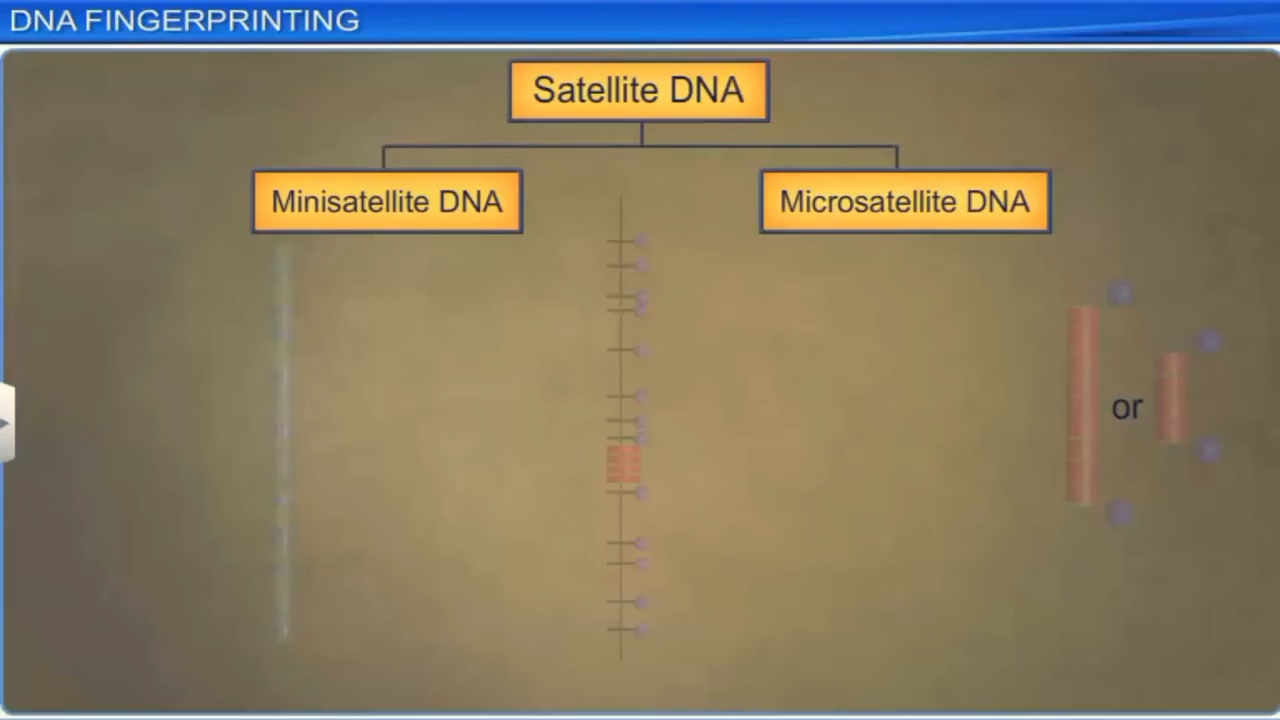 DNA FINGERPRINTING
Satellite DNA
Minisatellite DNA
Microsatellite DNA
or